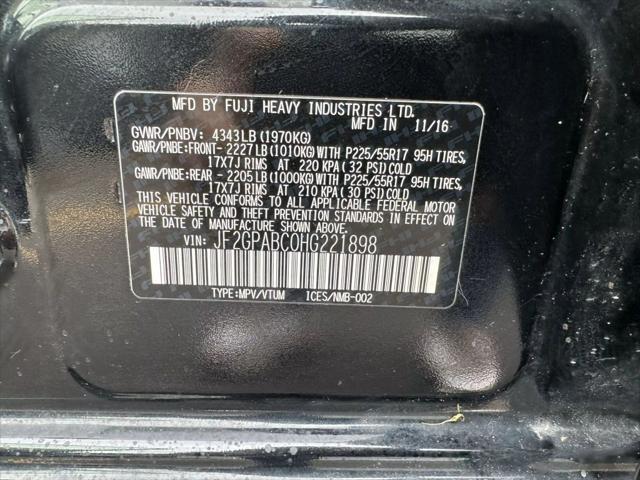 MFD BY FUJI HEAVY INDUSTRIES LTD.
MFD IN 11/16
GVWR/PNBV: 4343LB(1970KG)
GAWR/PNBE:FRONT- 2227LB(1010KG)WITH P225/55R17 95H TIRES,
17X7J RIMS AT 220 KPA(32 PSI)COLD
GAWR/PNBE:REAR - 2205LB(1000KG)WITH P225/55R17 95H TIRES,
17X7J RIMS AT 210 KPA(30 PSI)COLD
THIS VEHICLE CONFORMS TO ALL APPLICABLE FEDERAL MOTOR
VEHICLE SAFETY AND THEFT PREVENTION STANDARDS IN EFFECT ON
THE DATE OF MANUFACTURE SHOWN ABOVE.
VIN: JF2GPABC0HG221898
TYPE:MPV/VTUM ICES/NMB-002